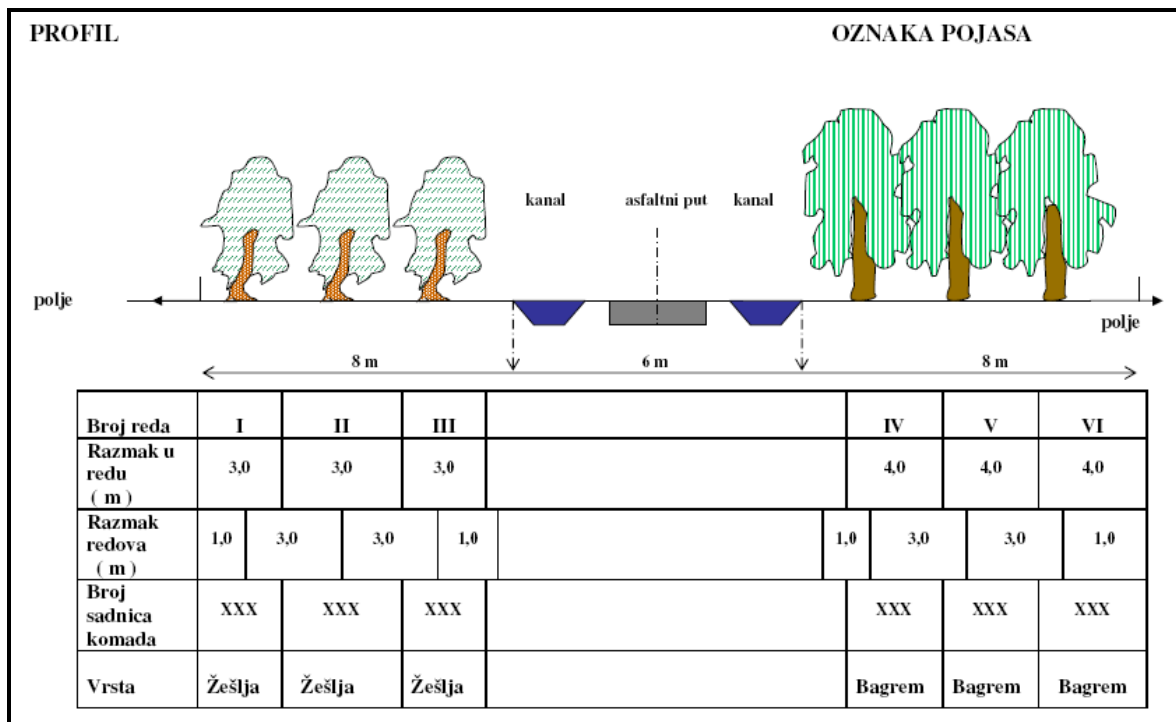 PROFIL OZNAKA POJASA
kanal asfaltni put kanal
polje
polje
8 m 6 m 8 m
Broj reda I II III IV V VI
Razmak u
redu
( m )
3,0 3,0 3,0 4,0 4,0 4,0
Razmak
redova
( m )
1,0 3,0 3,0 1,0 1,0 3,0 3,0 1,0
Broj
sadnica
komada
XXX XXX XXX XXX XXX XXX
Vrsta Žešlja Žešlja Žešlja Bagrem Bagrem Bagrem